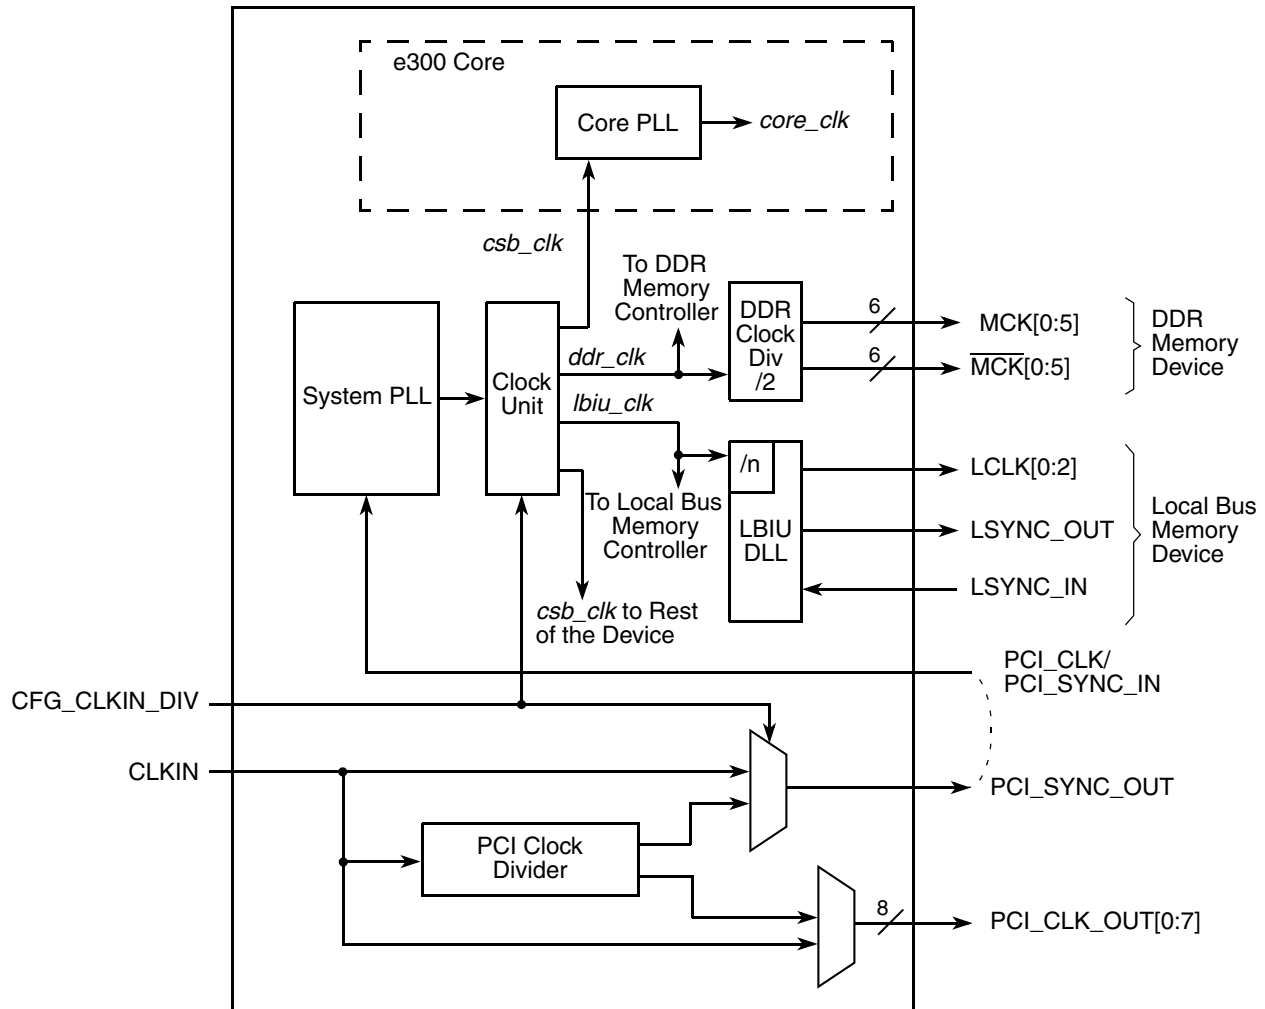 e300 Core
Core PLL
core_clk
csb_clk
To DDR
Memory
Controller
DDR
Clock
Div
/2
6
MCK[0:5]
6
M̅C̅K̅[0:5]
DDR
Memory
Device
System PLL
Clock
Unit
ddr_clk
lbiu_clk
/n
LBIU
DLL
To Local Bus
Memory
Controller
LCLK[0:2]
LSYNC_OUT
LSYNC_IN
Local Bus
Memory
Device
csb_clk to Rest
of the Device
PCI_CLK/
PCI_SYNC_IN
CFG_CLKIN_DIV
CLKIN
PCI_SYNC_OUT
PCI Clock
Divider
8
PCI_CLK_OUT[0:7]